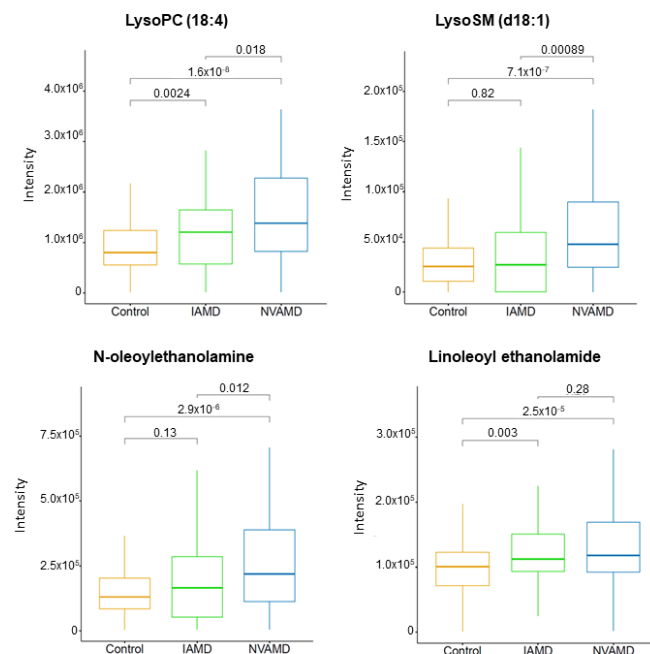 LysoPC (18:4)
0.018
1.6x10⁻⁸
0.0024
4.0x10⁶
3.0x10⁶
2.0x10⁶
1.0x10⁶
0
Intensity
Control IAMD NVAMD
LysoSM (d18:1)
0.00089
7.1x10⁻⁷
0.82
2.0x10⁵
1.5x10⁵
1.0x10⁵
5.0x10⁴
0
Intensity
Control IAMD NVAMD
N-oleoylethanolamine
0.012
2.9x10⁻⁶
0.13
7.5x10⁵
5.0x10⁵
2.5x10⁵
0
Intensity
Control IAMD NVAMD
Linoleoyl ethanolamide
0.28
2.5x10⁻⁵
0.003
3.0x10⁵
2.0x10⁵
1.0x10⁵
0
Intensity
Control IAMD NVAMD